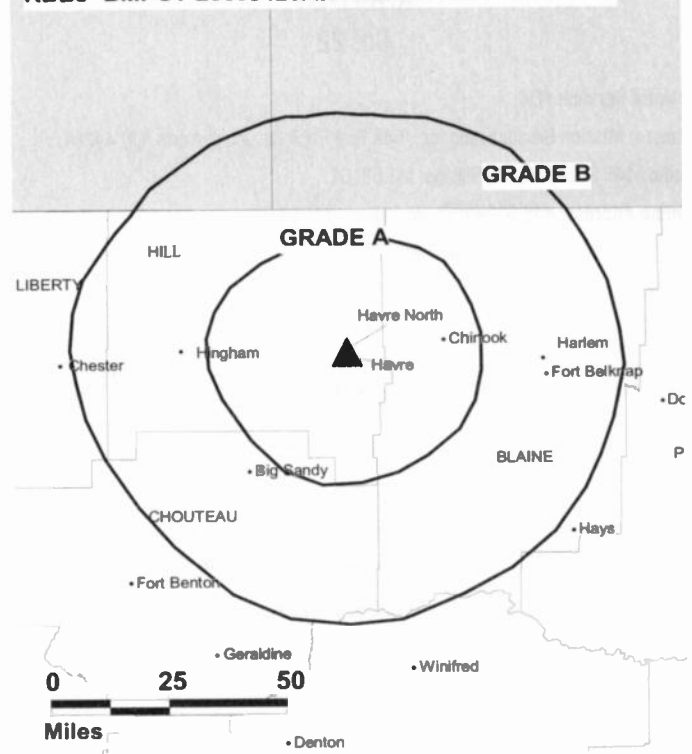 GRADE B
HILL
GRADE A
LIBERTY
Havre North
Chinook
Harlem
Hingham
Havre
Chester
Fort Belknap
Do
P
Big Sandy
BLAINE
CHOUTEAU
Hays
Fort Benton
Geraldine
Winifred
0 25 50
Miles
Denton